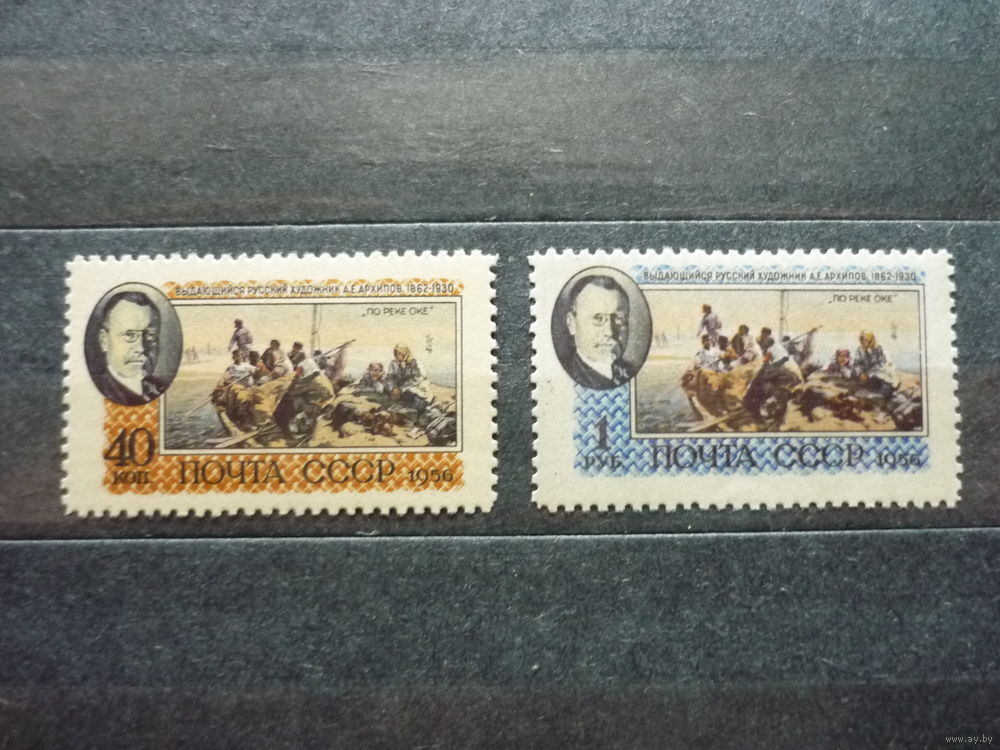 ВЫДАЮЩИЙСЯ РУССКИЙ ХУДОЖНИК А.Е. АРХИПОВ. 1862-1930
„ПО РЕКЕ ОКЕ"
40
КОП ПОЧТА СССР 1956
ВЫДАЮЩИЙСЯ РУССКИЙ ХУДОЖНИК А.Е. АРХИПОВ. 1862-1930
„ПО РЕКЕ ОКЕ"
1
РУБ. ПОЧТА СССР 1956
www.ay.by